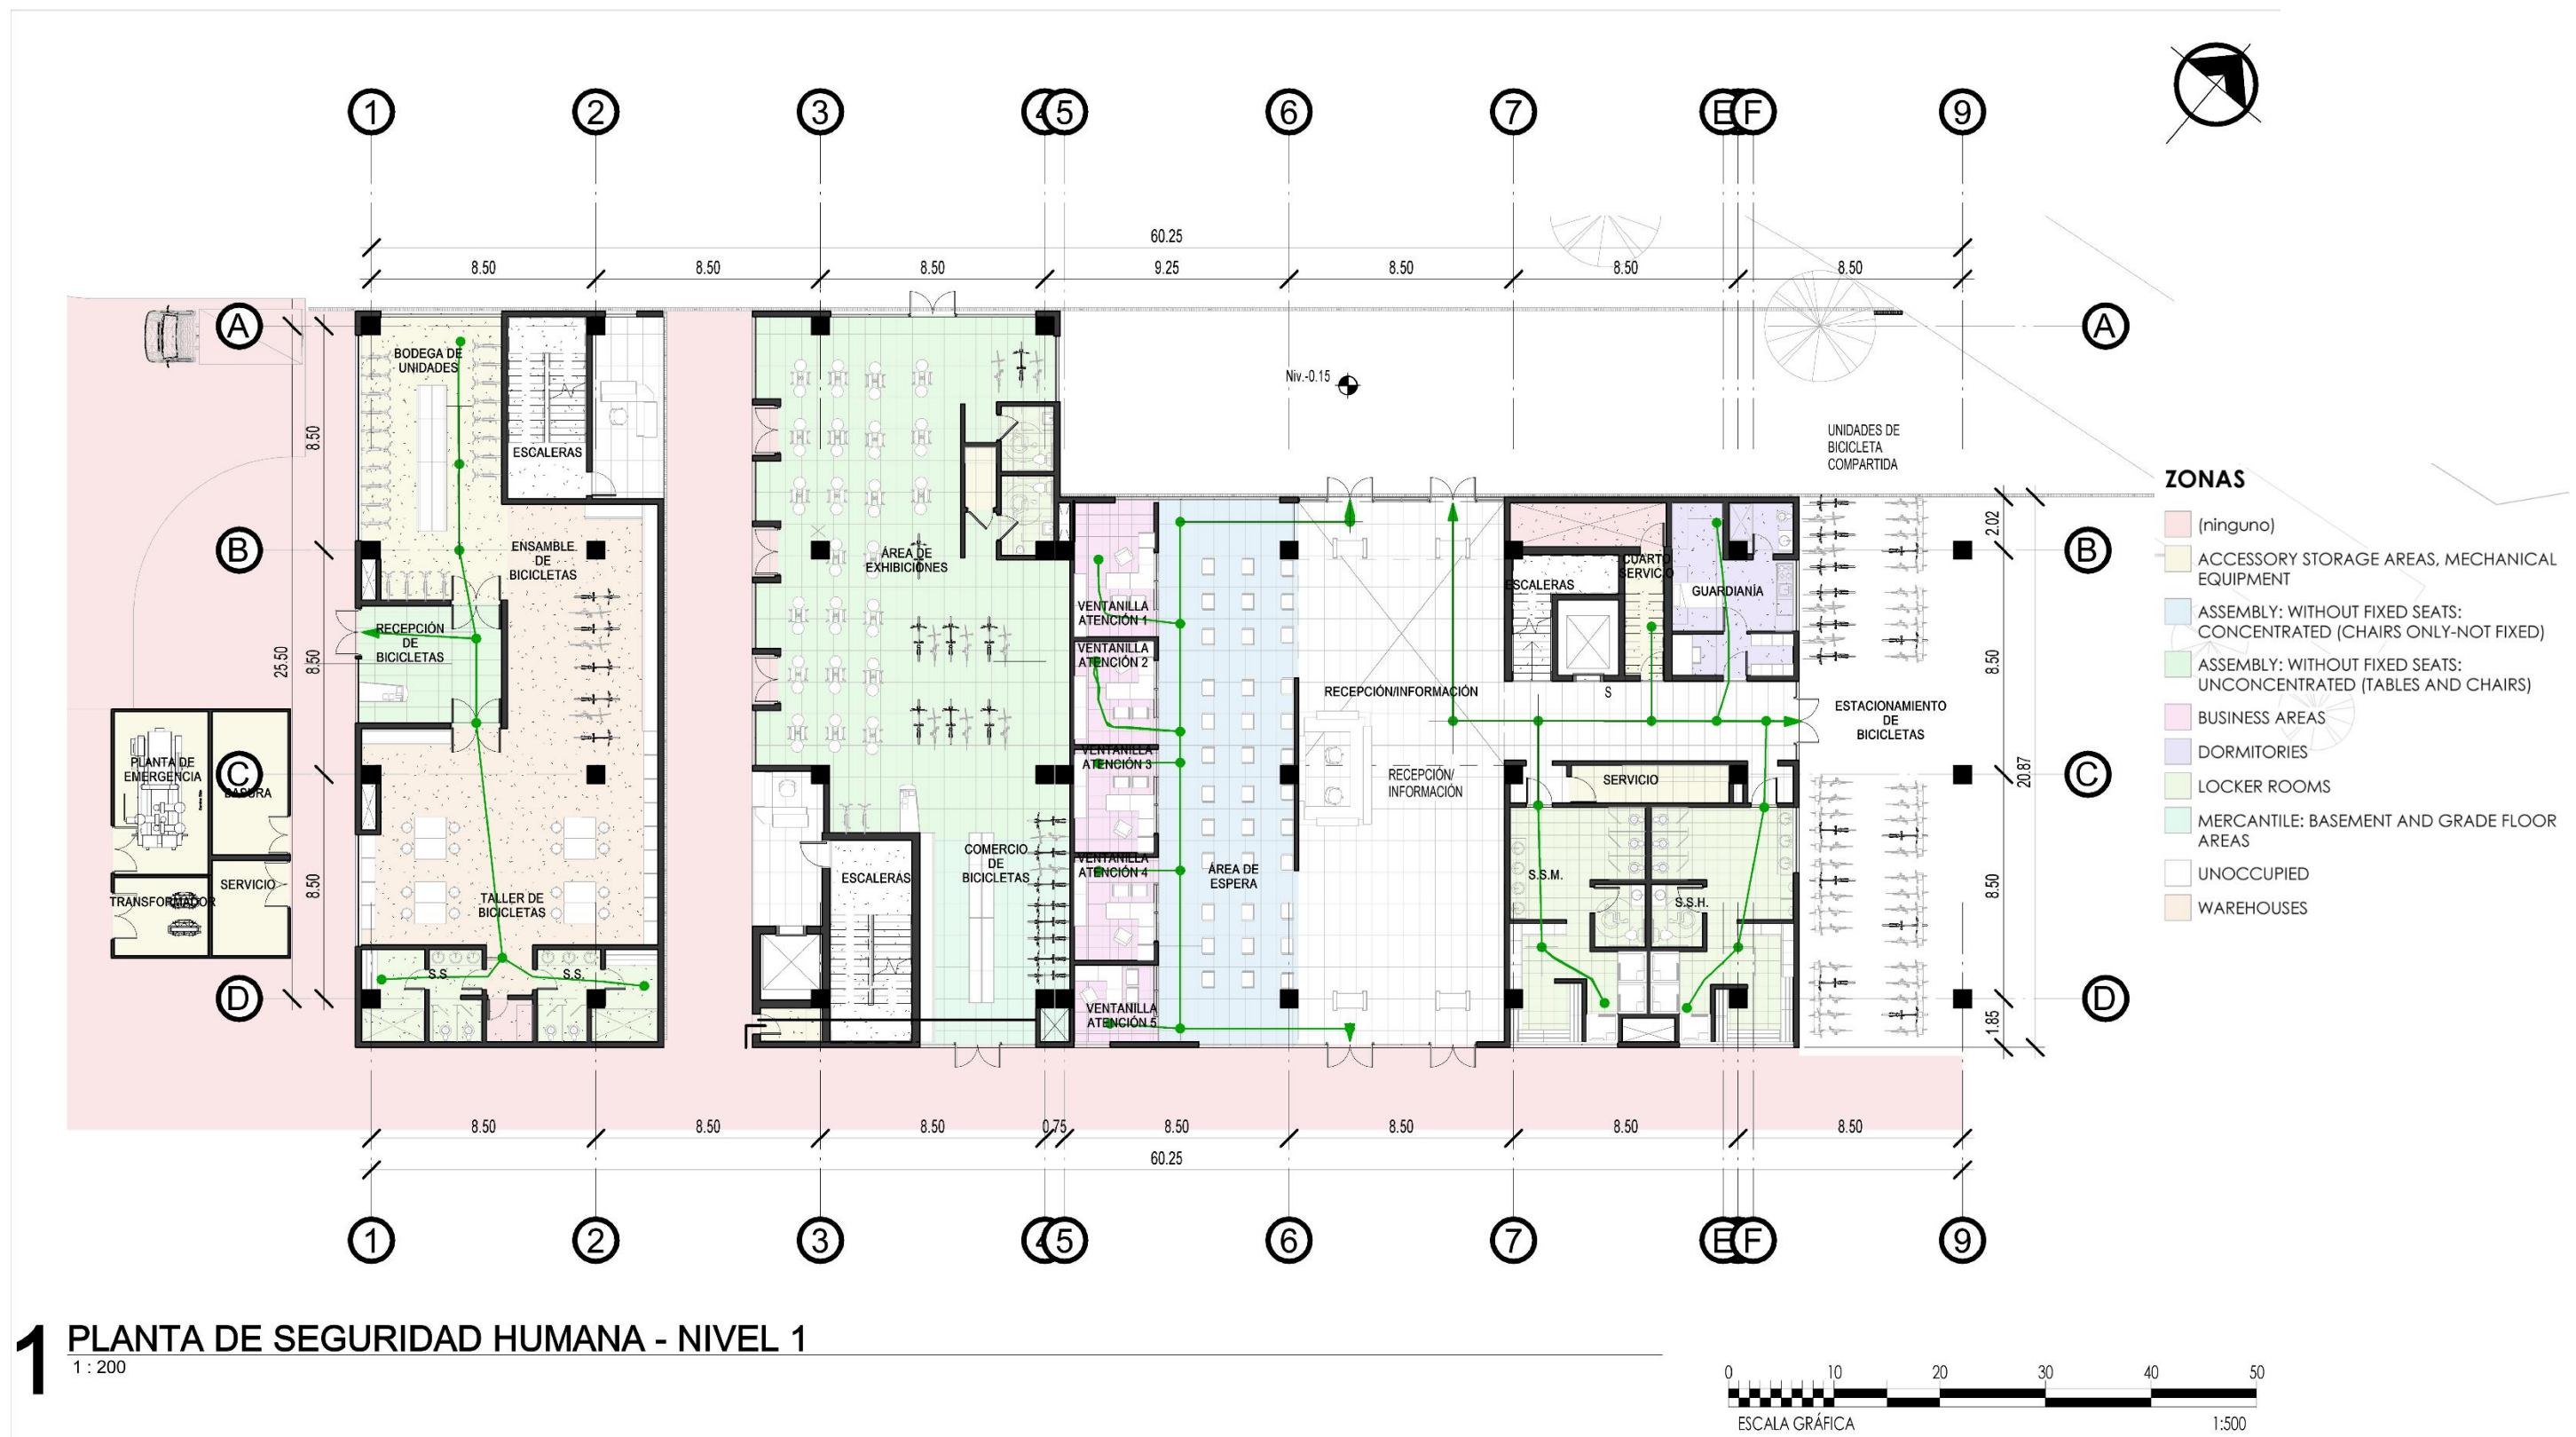 1
2
3
4
5
6
7
E
F
9
60.25
8.50
8.50
8.50
9.25
8.50
8.50
8.50
A
A
B
B
C
C
D
D
8.50
8.50
8.50
25.50
2.02
8.50
8.50
1.85
20.87
Niv.-0.15
BODEGA DE
UNIDADES
ESCALERAS
ENSAMBLE
DE
BICICLETAS
RECEPCIÓN
DE
BICICLETAS
PLANTA DE
EMERGENCIA
BASURA
SERVICIO
TRANSFORMADOR
TALLER DE
BICICLETAS
S.S.
S.S.
ÁREA DE
EXHIBICIONES
COMERCIO
DE
BICICLETAS
ESCALERAS
VENTANILLA
ATENCIÓN 1
VENTANILLA
ATENCIÓN 2
VENTANILLA
ATENCIÓN 3
VENTANILLA
ATENCIÓN 4
VENTANILLA
ATENCIÓN 5
ÁREA DE
ESPERA
RECEPCIÓN/INFORMACIÓN
RECEPCIÓN/
INFORMACIÓN
ESCALERAS
CUARTO
SERVICIO
GUARDIANÍA
S
SERVICIO
S.S.M.
S.S.H.
UNIDADES DE
BICICLETA
COMPARTIDA
ESTACIONAMIENTO
DE
BICICLETAS
ZONAS
(ninguno)
ACCESSORY STORAGE AREAS, MECHANICAL
EQUIPMENT
ASSEMBLY: WITHOUT FIXED SEATS:
CONCENTRATED (CHAIRS ONLY-NOT FIXED)
ASSEMBLY: WITHOUT FIXED SEATS:
UNCONCENTRATED (TABLES AND CHAIRS)
BUSINESS AREAS
DORMITORIES
LOCKER ROOMS
MERCANTILE: BASEMENT AND GRADE FLOOR
AREAS
UNOCCUPIED
WAREHOUSES
8.50
8.50
8.50
0.75
8.50
8.50
8.50
8.50
60.25
1
2
3
4
5
6
7
E
F
9
1 PLANTA DE SEGURIDAD HUMANA - NIVEL 1
1 : 200
0 10 20 30 40 50
ESCALA GRÁFICA 1:500